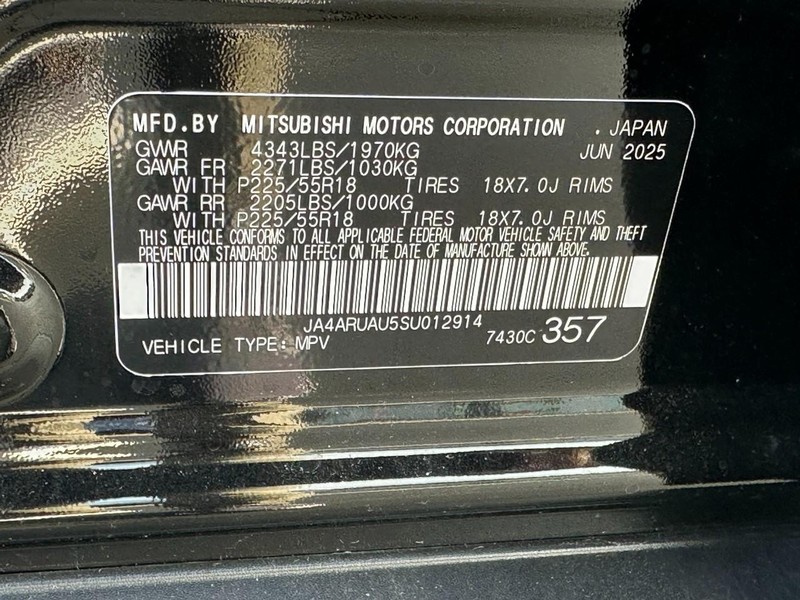 MFD.BY MITSUBISHI MOTORS CORPORATION . JAPAN
GVWR 4343LBS/1970KG JUN 2025
GAWR FR 2271LBS/1030KG
WITH P225/55R18 TIRES 18X7.0J RIMS
GAWR RR 2205LBS/1000KG
WITH P225/55R18 TIRES 18X7.0J RIMS
THIS VEHICLE CONFORMS TO ALL APPLICABLE FEDERAL MOTOR VEHICLE SAFETY AND THEFT
PREVENTION STANDARDS IN EFFECT ON THE DATE OF MANUFACTURE SHOWN ABOVE.
JA4ARUAU5SU012914
VEHICLE TYPE: MPV 7430C 357